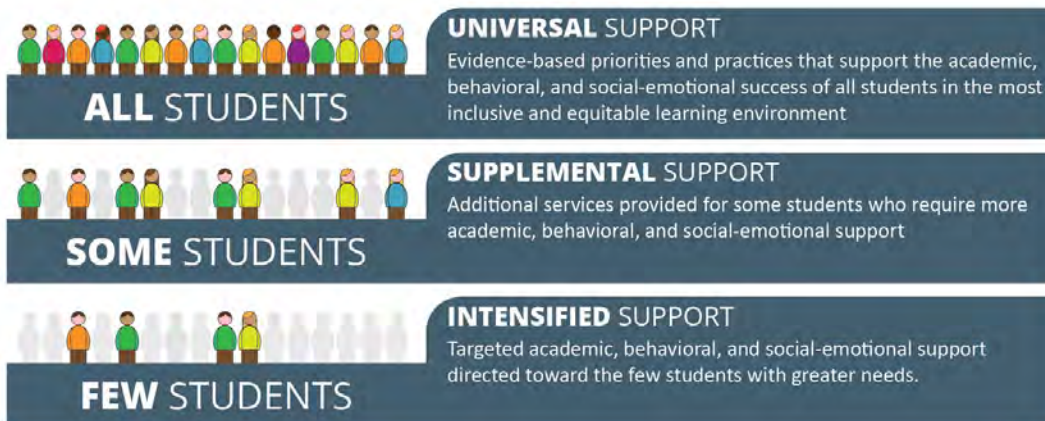 UNIVERSAL SUPPORT
Evidence-based priorities and practices that support the academic,
behavioral, and social-emotional success of all students in the most
inclusive and equitable learning environment
ALL STUDENTS
SUPPLEMENTAL SUPPORT
Additional services provided for some students who require more
academic, behavioral, and social-emotional support
SOME STUDENTS
INTENSIFIED SUPPORT
Targeted academic, behavioral, and social-emotional support
directed toward the few students with greater needs.
FEW STUDENTS